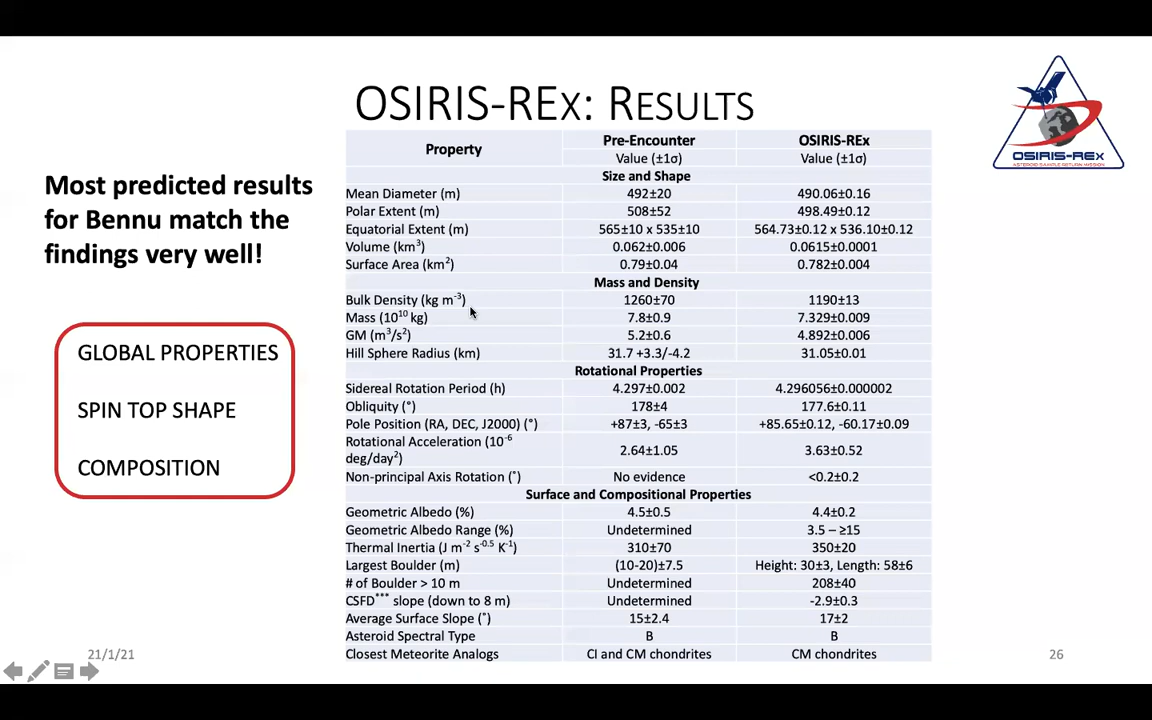 OSIRIS-REx: Results
OSIRIS-REx
ASTEROID SAMPLE RETURN MISSION
Most predicted results
for Bennu match the
findings very well!
GLOBAL PROPERTIES
SPIN TOP SHAPE
COMPOSITION
Property Pre-Encounter OSIRIS-REx
Value (±1σ) Value (±1σ)
Size and Shape
Mean Diameter (m) 492±20 490.06±0.16
Polar Extent (m) 508±52 498.49±0.12
Equatorial Extent (m) 565±10 x 535±10 564.73±0.12 x 536.10±0.12
Volume (km³) 0.062±0.006 0.0615±0.0001
Surface Area (km²) 0.79±0.04 0.782±0.004
Mass and Density
Bulk Density (kg m⁻³) 1260±70 1190±13
Mass (10¹⁰ kg) 7.8±0.9 7.329±0.009
GM (m³/s²) 5.2±0.6 4.892±0.006
Hill Sphere Radius (km) 31.7 +3.3/-4.2 31.05±0.01
Rotational Properties
Sidereal Rotation Period (h) 4.297±0.002 4.296056±0.000002
Obliquity (°) 178±4 177.6±0.11
Pole Position (RA, DEC, J2000) (°) +87±3, -65±3 +85.65±0.12, -60.17±0.09
Rotational Acceleration (10⁻⁶
deg/day²) 2.64±1.05 3.63±0.52
Non-principal Axis Rotation (°) No evidence <0.2±0.2
Surface and Compositional Properties
Geometric Albedo (%) 4.5±0.5 4.4±0.2
Geometric Albedo Range (%) Undetermined 3.5 – ≥15
Thermal Inertia (J m⁻² s⁻⁰·⁵ K⁻¹) 310±70 350±20
Largest Boulder (m) (10-20)±7.5 Height: 30±3, Length: 58±6
# of Boulder > 10 m Undetermined 208±40
CSFD*** slope (down to 8 m) Undetermined -2.9±0.3
Average Surface Slope (°) 15±2.4 17±2
Asteroid Spectral Type B B
Closest Meteorite Analogs CI and CM chondrites CM chondrites
21/1/21
26